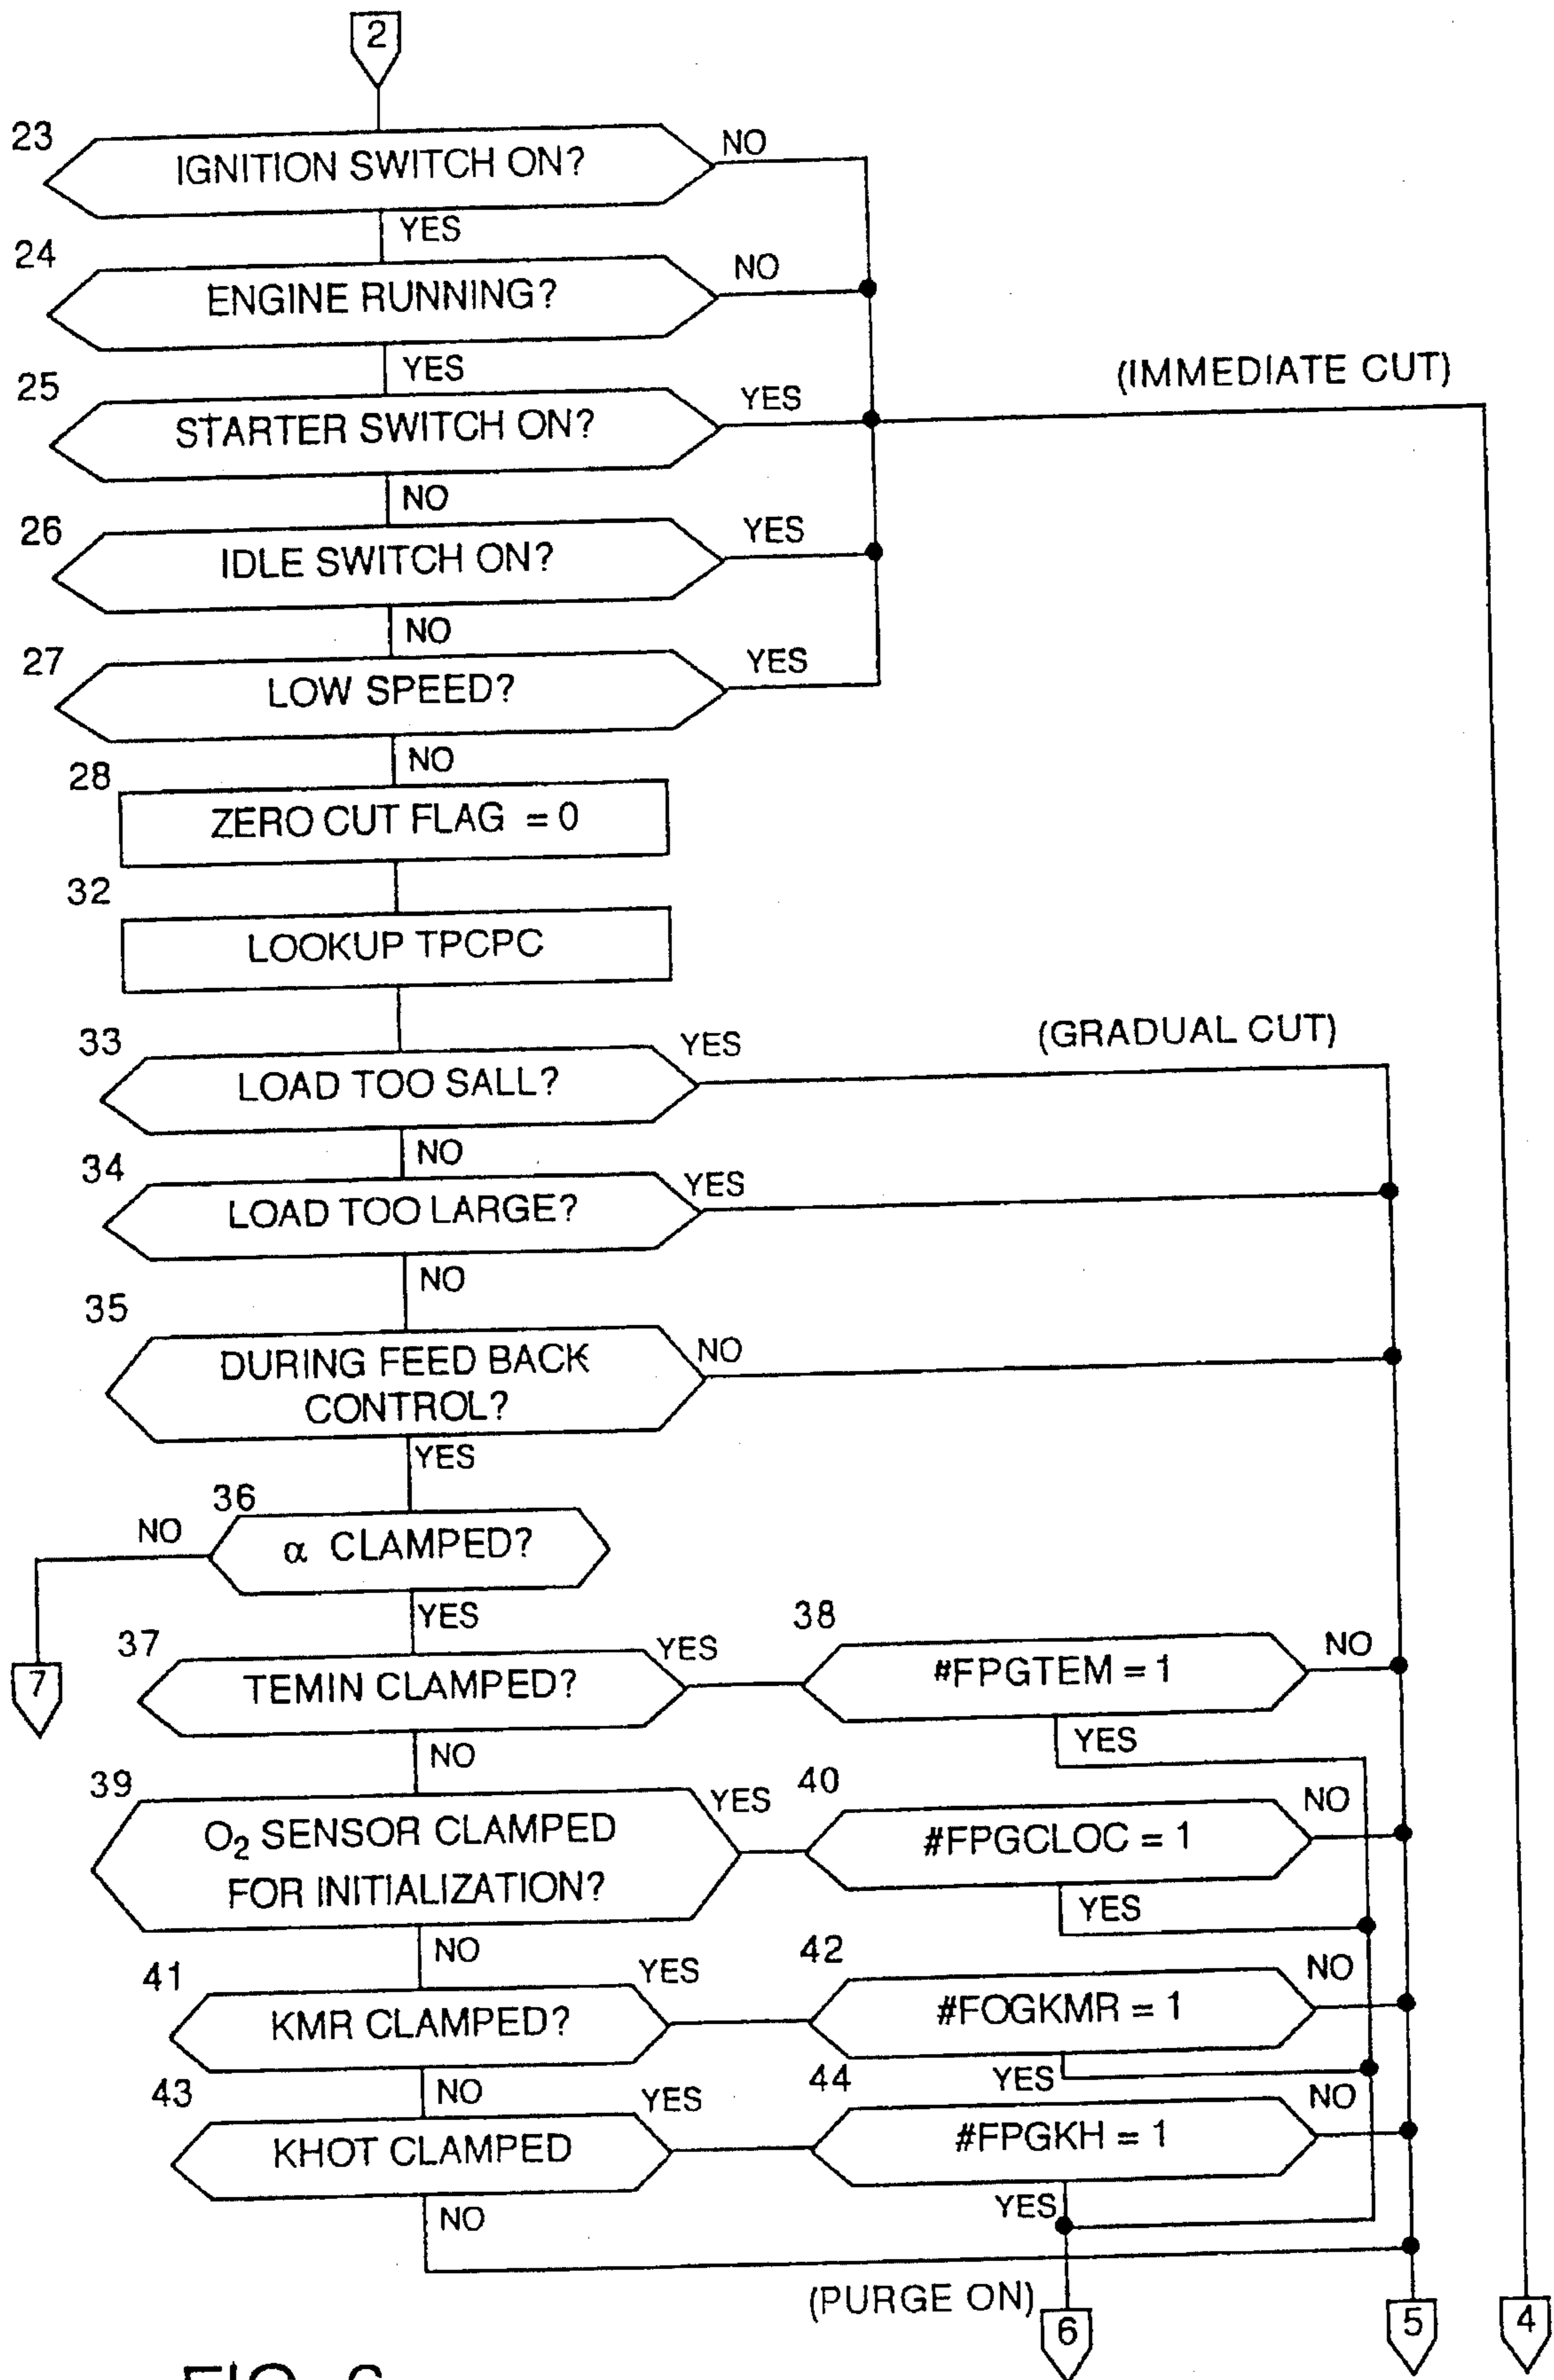 2
23
IGNITION SWITCH ON?
NO
YES
24
ENGINE RUNNING?
NO
YES
25
STARTER SWITCH ON?
YES
(IMMEDIATE CUT)
NO
26
IDLE SWITCH ON?
YES
NO
27
LOW SPEED?
YES
NO
28
ZERO CUT FLAG = 0
32
LOOKUP TPCPC
33
LOAD TOO SALL?
YES
(GRADUAL CUT)
NO
34
LOAD TOO LARGE?
YES
NO
35
DURING FEED BACK
CONTROL?
NO
YES
36
α CLAMPED?
NO
7
YES
37
TEMIN CLAMPED?
YES
38
#FPGTEM = 1
NO
YES
NO
39
O₂ SENSOR CLAMPED
FOR INITIALIZATION?
YES
40
#FPGCLOC = 1
NO
YES
NO
41
KMR CLAMPED?
YES
42
#FOGKMR = 1
NO
YES
NO
43
KHOT CLAMPED
YES
44
#FPGKH = 1
NO
YES
NO
(PURGE ON)
6
5
4